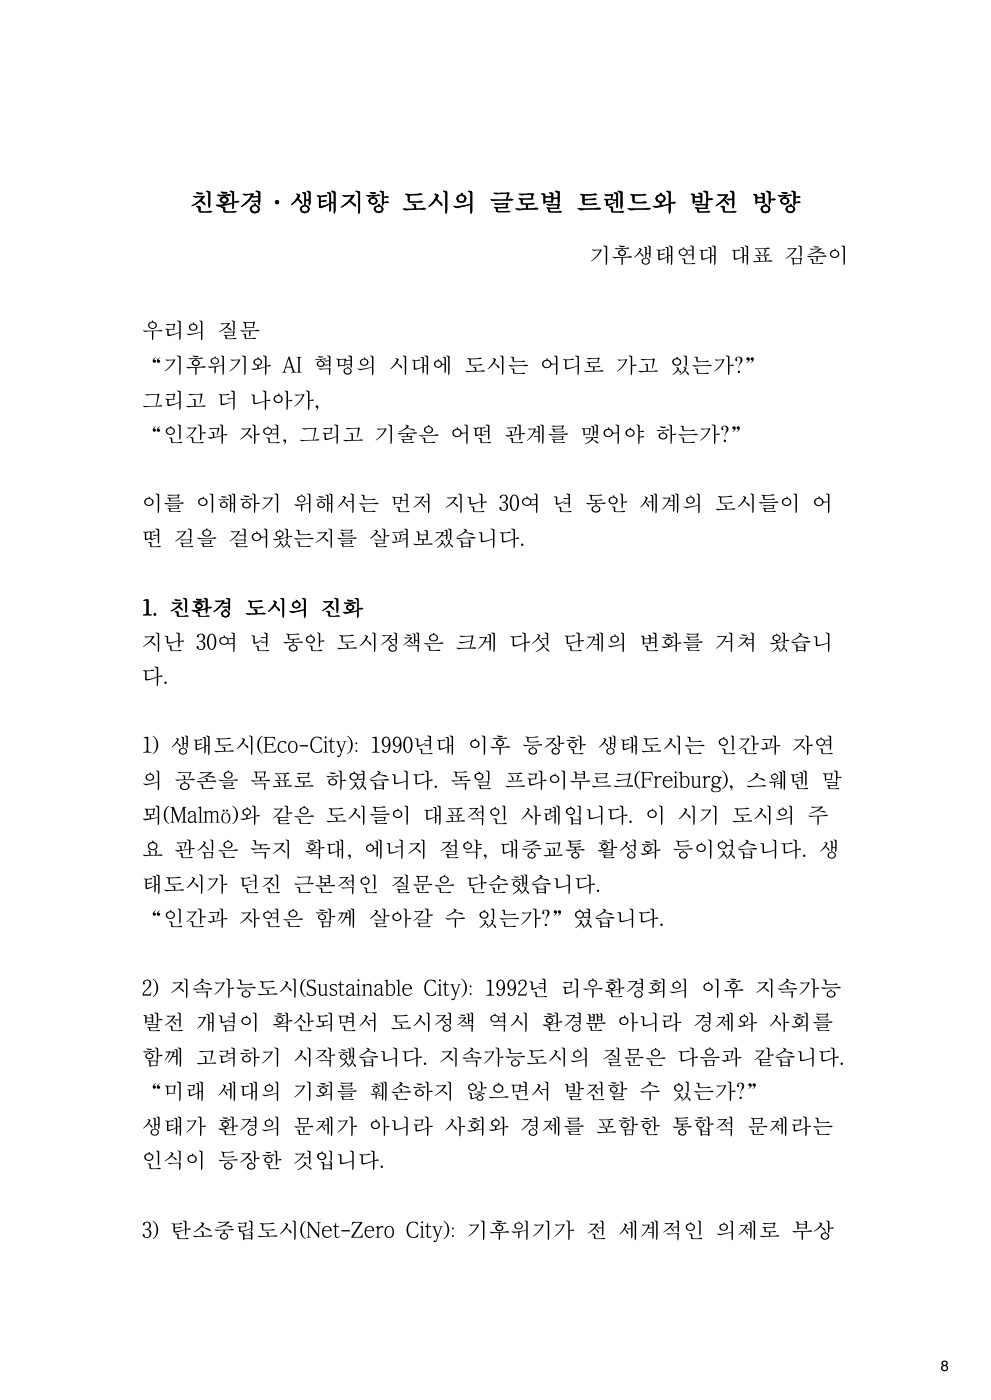 친환경·생태지향 도시의 글로벌 트렌드와 발전 방향
기후생태연대 대표 김춘이
우리의 질문
“기후위기와 AI 혁명의 시대에 도시는 어디로 가고 있는가?”
그리고 더 나아가,
“인간과 자연, 그리고 기술은 어떤 관계를 맺어야 하는가?”
이를 이해하기 위해서는 먼저 지난 30여 년 동안 세계의 도시들이 어
떤 길을 걸어왔는지를 살펴보겠습니다.
1. 친환경 도시의 진화
지난 30여 년 동안 도시정책은 크게 다섯 단계의 변화를 거쳐 왔습니
다.
1) 생태도시(Eco-City): 1990년대 이후 등장한 생태도시는 인간과 자연
의 공존을 목표로 하였습니다. 독일 프라이부르크(Freiburg), 스웨덴 말
뫼(Malmö)와 같은 도시들이 대표적인 사례입니다. 이 시기 도시의 주
요 관심은 녹지 확대, 에너지 절약, 대중교통 활성화 등이었습니다. 생
태도시가 던진 근본적인 질문은 단순했습니다.
“인간과 자연은 함께 살아갈 수 있는가?” 였습니다.
2) 지속가능도시(Sustainable City): 1992년 리우환경회의 이후 지속가능
발전 개념이 확산되면서 도시정책 역시 환경뿐 아니라 경제와 사회를
함께 고려하기 시작했습니다. 지속가능도시의 질문은 다음과 같습니다.
“미래 세대의 기회를 훼손하지 않으면서 발전할 수 있는가?”
생태가 환경의 문제가 아니라 사회와 경제를 포함한 통합적 문제라는
인식이 등장한 것입니다.
3) 탄소중립도시(Net-Zero City): 기후위기가 전 세계적인 의제로 부상
8